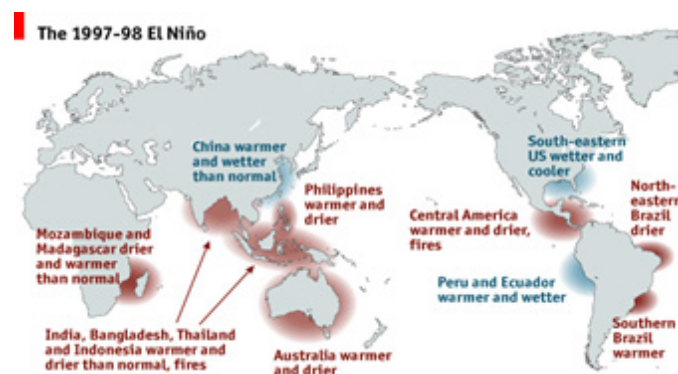 The 1997-98 El Niño
China warmer
and wetter
than normal
Philippines
warmer and
drier
Mozambique and
Madagascar drier
and warmer
than normal
India, Bangladesh, Thailand
and Indonesia warmer and
drier than normal, fires
Australia warmer
and drier
South-eastern
US wetter and
cooler
Central America
warmer and drier,
fires
North-
eastern
Brazil
drier
Peru and Ecuador
warmer and wetter
Southern
Brazil
warmer